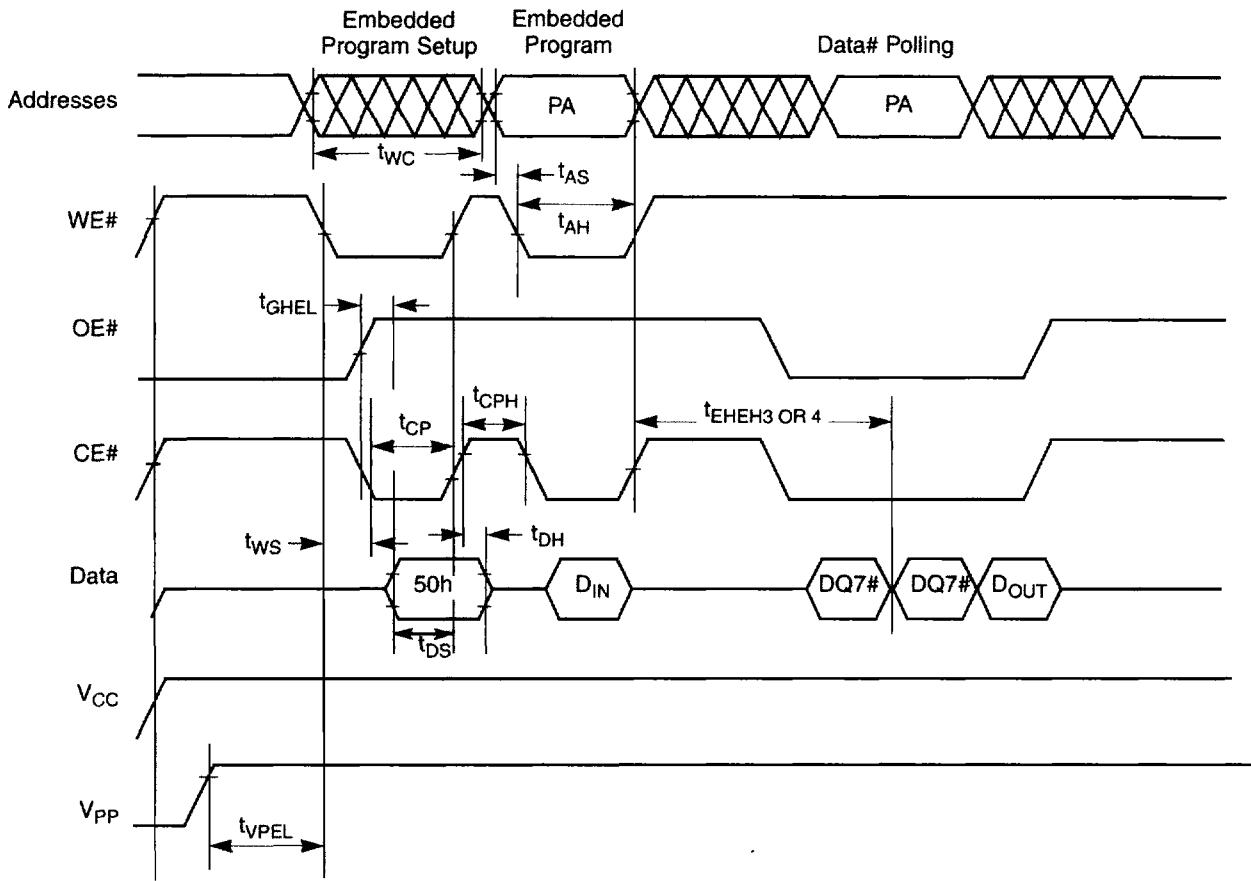 Embedded
Program Setup
Embedded
Program
Data# Polling
Addresses
PA
PA
tWC
tAS
WE#
tAH
tGHEL
OE#
tCPH
tCP
tEHEH3 OR 4
CE#
tWS
tDH
Data
50h
DIN
DQ7#
DQ7#
DOUT
tDS
VCC
VPP
tVPEL